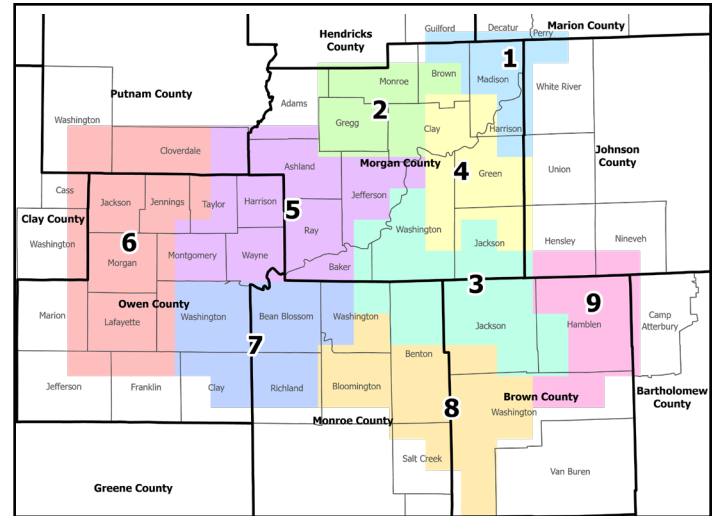 Guilford
Decatur
Perry
Marion County
Hendricks
County
1
Monroe
Brown
Madison
White River
Putnam County
Adams
2
Washington
Gregg
Clay
Harrison
Cloverdale
Johnson
County
Ashland
Morgan County
Union
Cass
4
Green
Jackson
Jennings
Taylor
Harrison
Jefferson
Clay County
5
Ray
Washington
Washington
6
Jackson
Hensley
Nineveh
Morgan
Montgomery
Wayne
Baker
3
9
Owen County
Marion
Washington
Bean Blossom
Washington
Camp
Atterbury
Lafayette
Jackson
Hamblen
7
Benton
Jefferson
Franklin
Clay
Richland
Bloomington
Bartholomew
County
8
Brown County
Washington
Monroe County
Salt Creek
Van Buren
Greene County